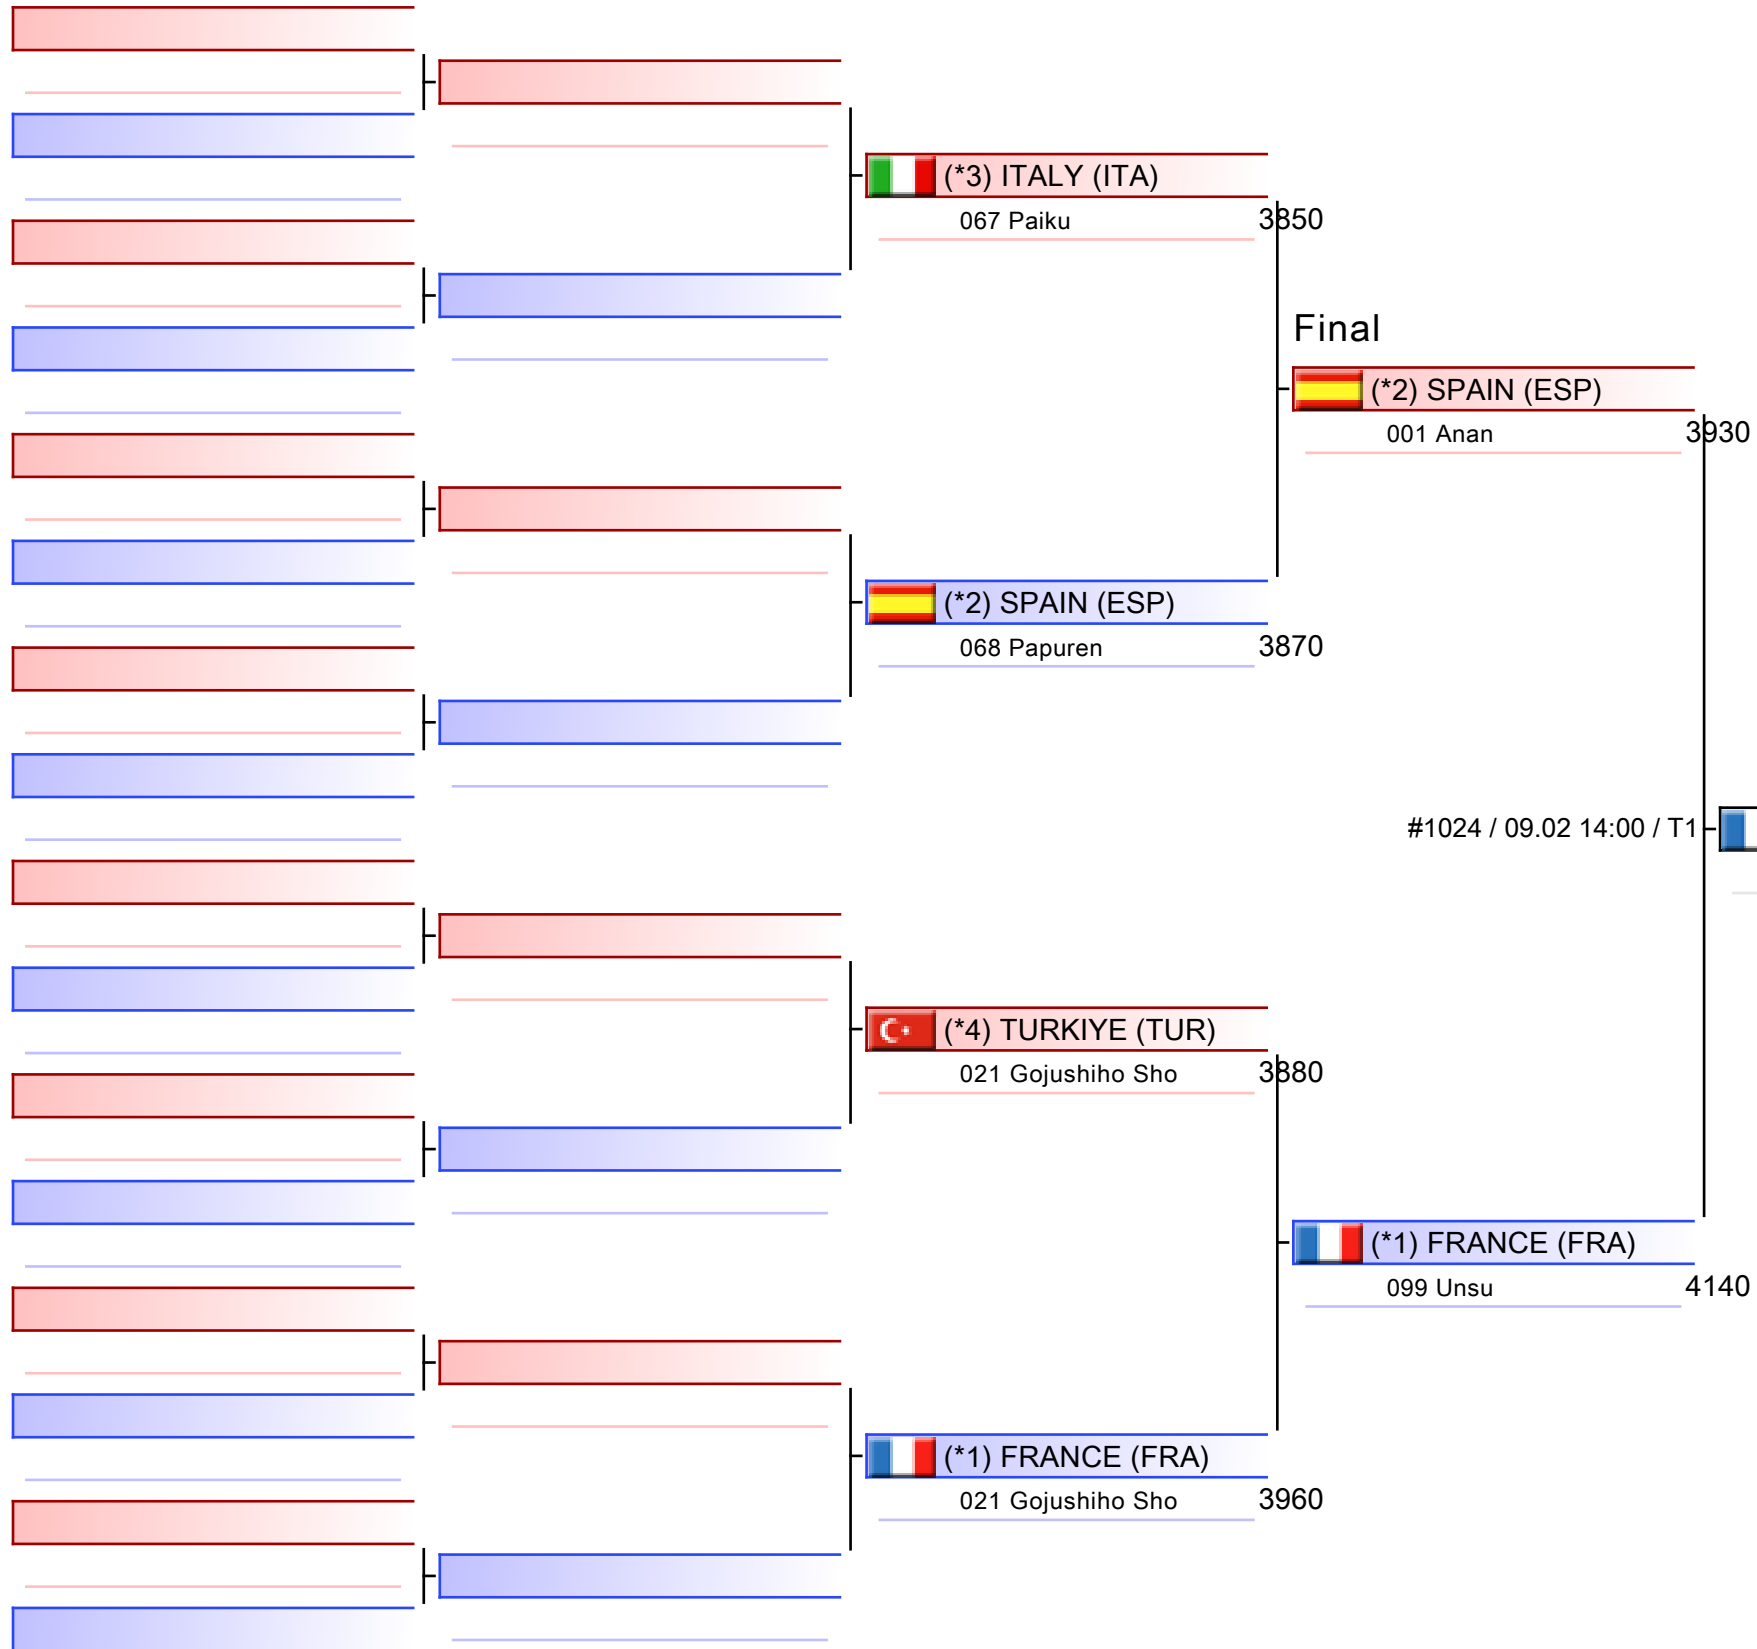 (*3) ITALY (ITA)
067 Paiku 3850
Final
(*2) SPAIN (ESP)
001 Anan 3930
(*2) SPAIN (ESP)
068 Papuren 3870
#1024 / 09.02 14:00 / T1
(*4) TURKIYE (TUR)
021 Gojushiho Sho 3880
(*1) FRANCE (FRA)
099 Unsu 4140
(*1) FRANCE (FRA)
021 Gojushiho Sho 3960